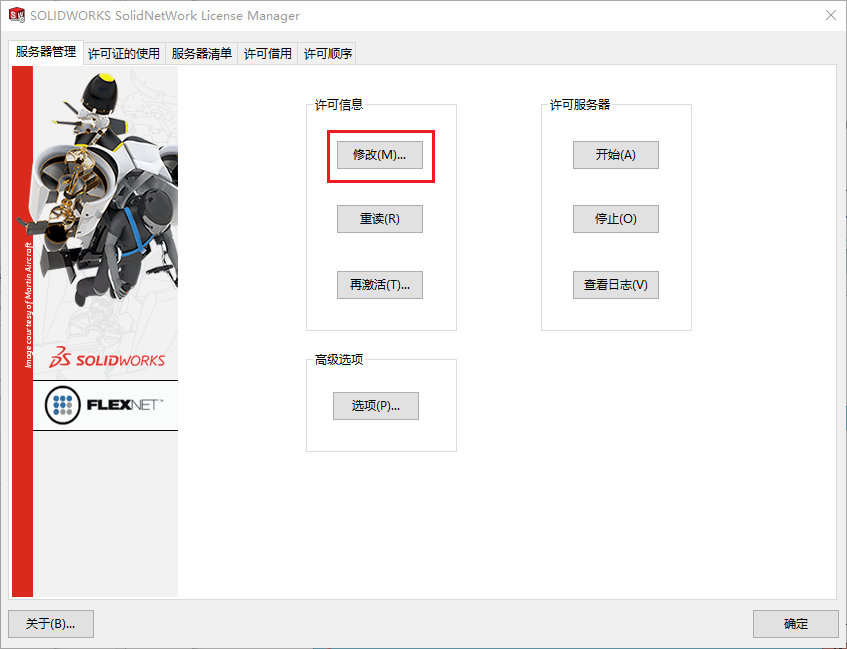 SOLIDWORKS SolidNetWork License Manager
服务器管理
许可证的使用
服务器清单
许可借用
许可顺序
许可信息
修改(M)...
重读(R)
再激活(T)...
许可服务器
开始(A)
停止(O)
查看日志(V)
高级选项
选项(P)...
Image courtesy of Martin Aircraft
SOLIDWORKS
FLEXNET™
关于(B)...
确定